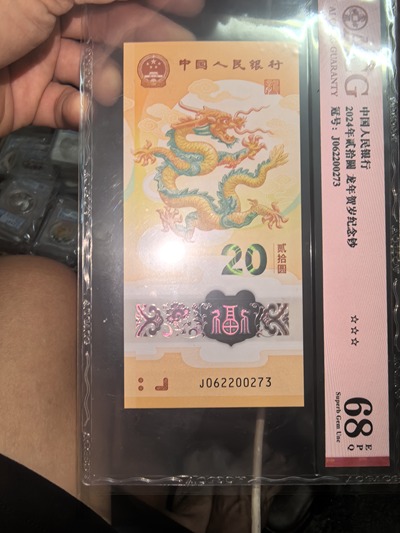 中国人民银行
20
贰拾圆
福
J062200273
中国人民银行
2024年贰拾圆 龙年贺岁纪念钞
冠号：J062200273
☆☆☆
68
E
P
Q
Superb Gem Unc
G
GUARANTY